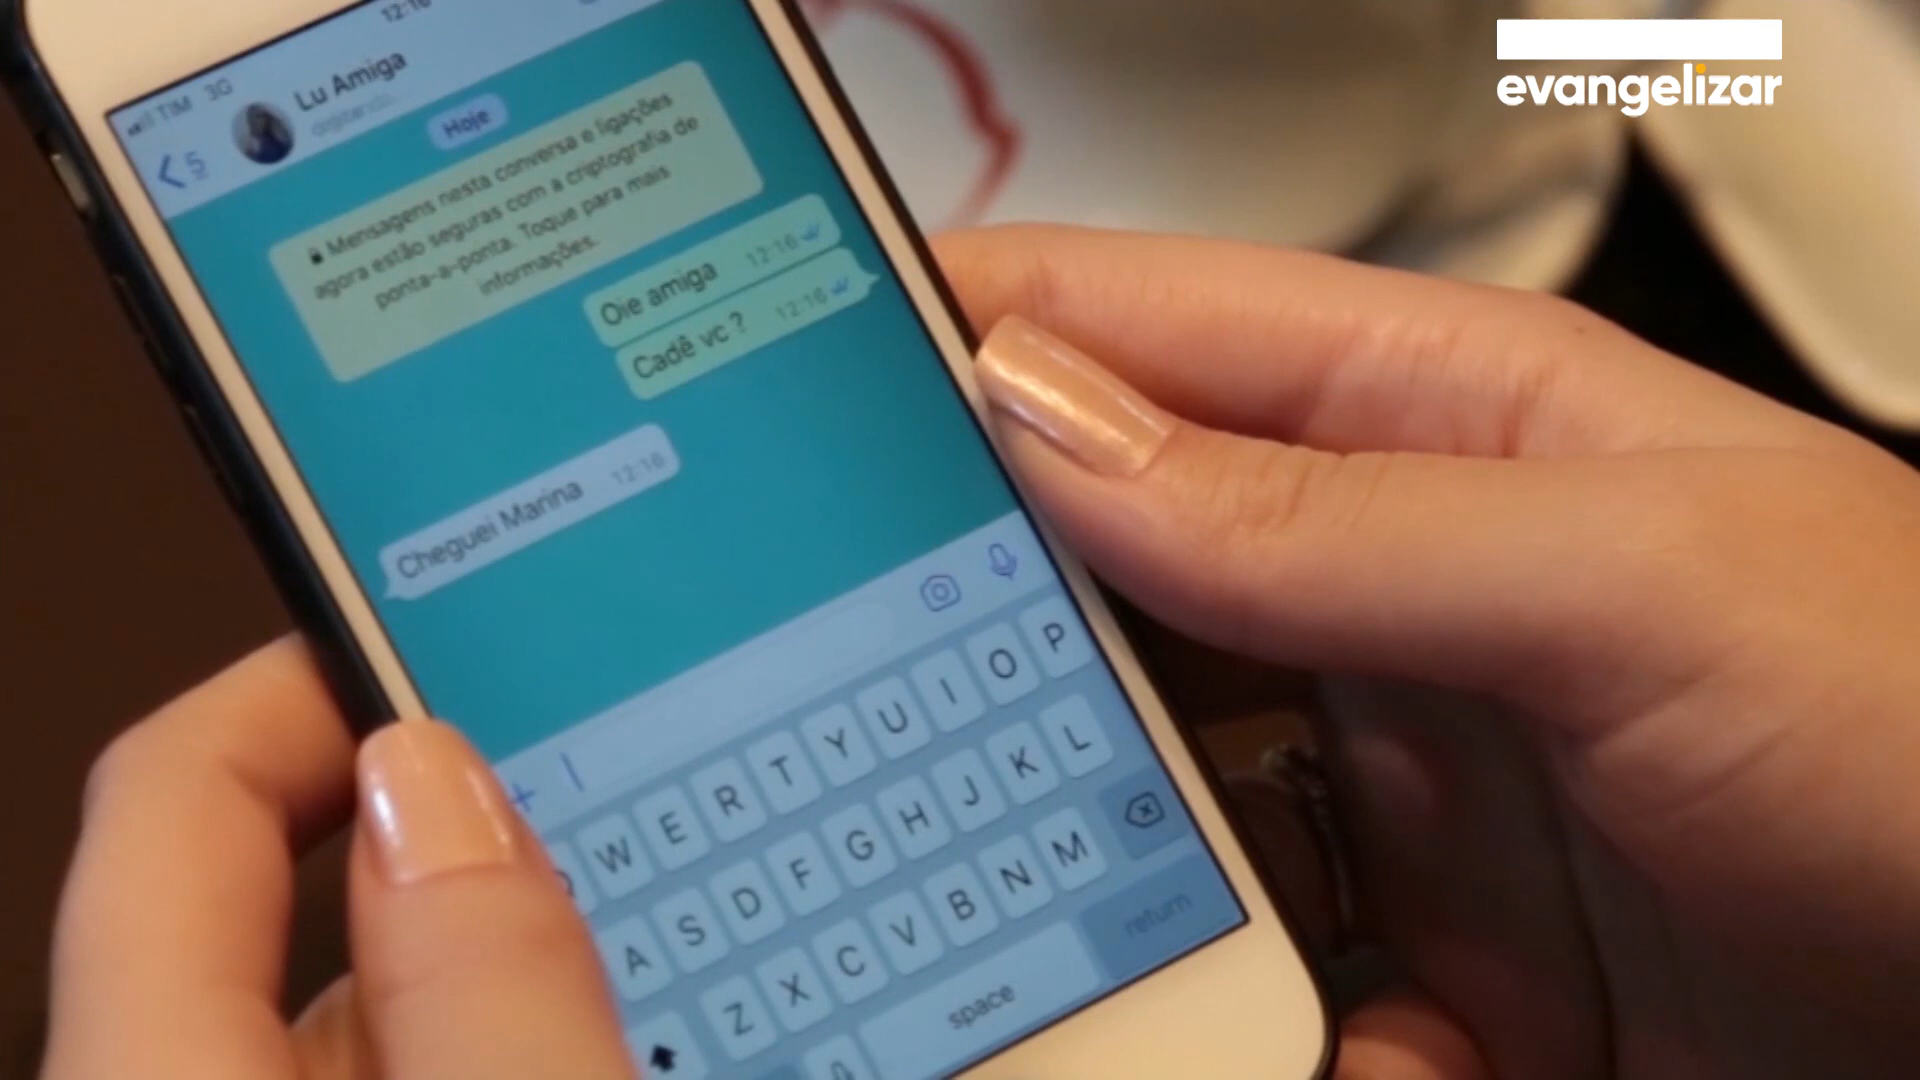 evangelizar
12:16
TIM 3G
5
Lu Amiga
digitando...
Hoje
Mensagens nesta conversa e ligações
agora estão seguras com a criptografia de
ponta-a-ponta. Toque para mais
informações.
Oie amiga 12:16
Cadê vc ? 12:16
Cheguei Marina 12:16
W E R T Y U I O P
A S D F G H J K L
Z X C V B N M
space return